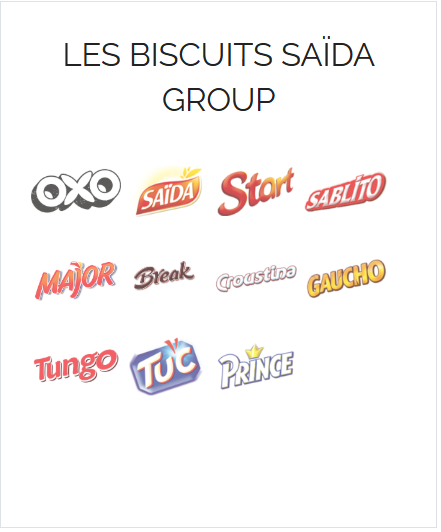 LES BISCUITS SAÏDA
GROUP
OXO SAÏDA Start SABLITO
MAJOR Break Croustina GAUCHO
Tungo TUC PRINCE